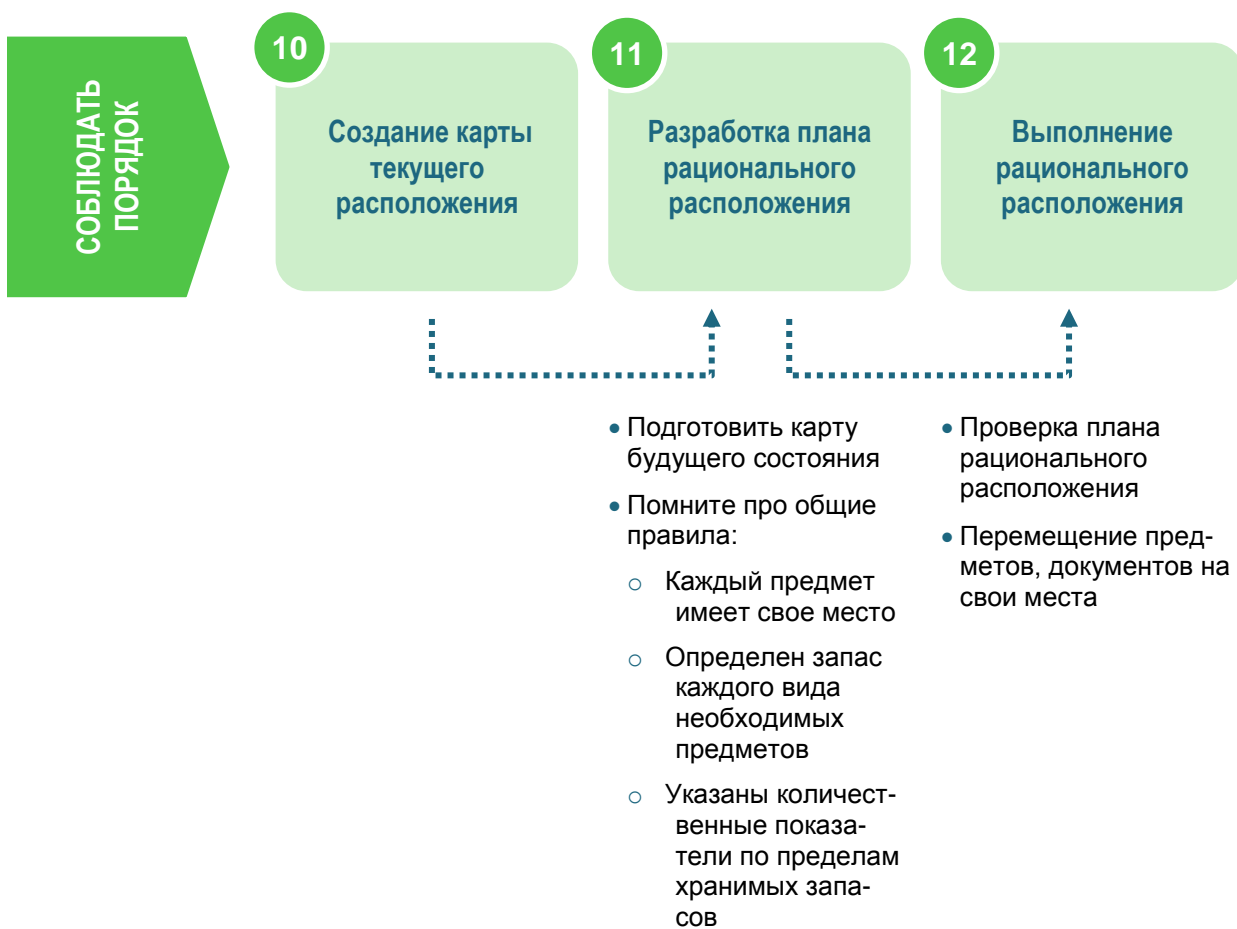 СОБЛЮДАТЬ
ПОРЯДОК
10
Создание карты
текущего
расположения
11
Разработка плана
рационального
расположения
12
Выполнение
рационального
расположения
• Подготовить карту
будущего состояния
• Помните про общие
правила:
o Каждый предмет
имеет свое место
o Определен запас
каждого вида
необходимых
предметов
o Указаны количест-
венные показа-
тели по пределам
хранимых запа-
сов
• Проверка плана
рационального
расположения
• Перемещение пред-
метов, документов на
свои места